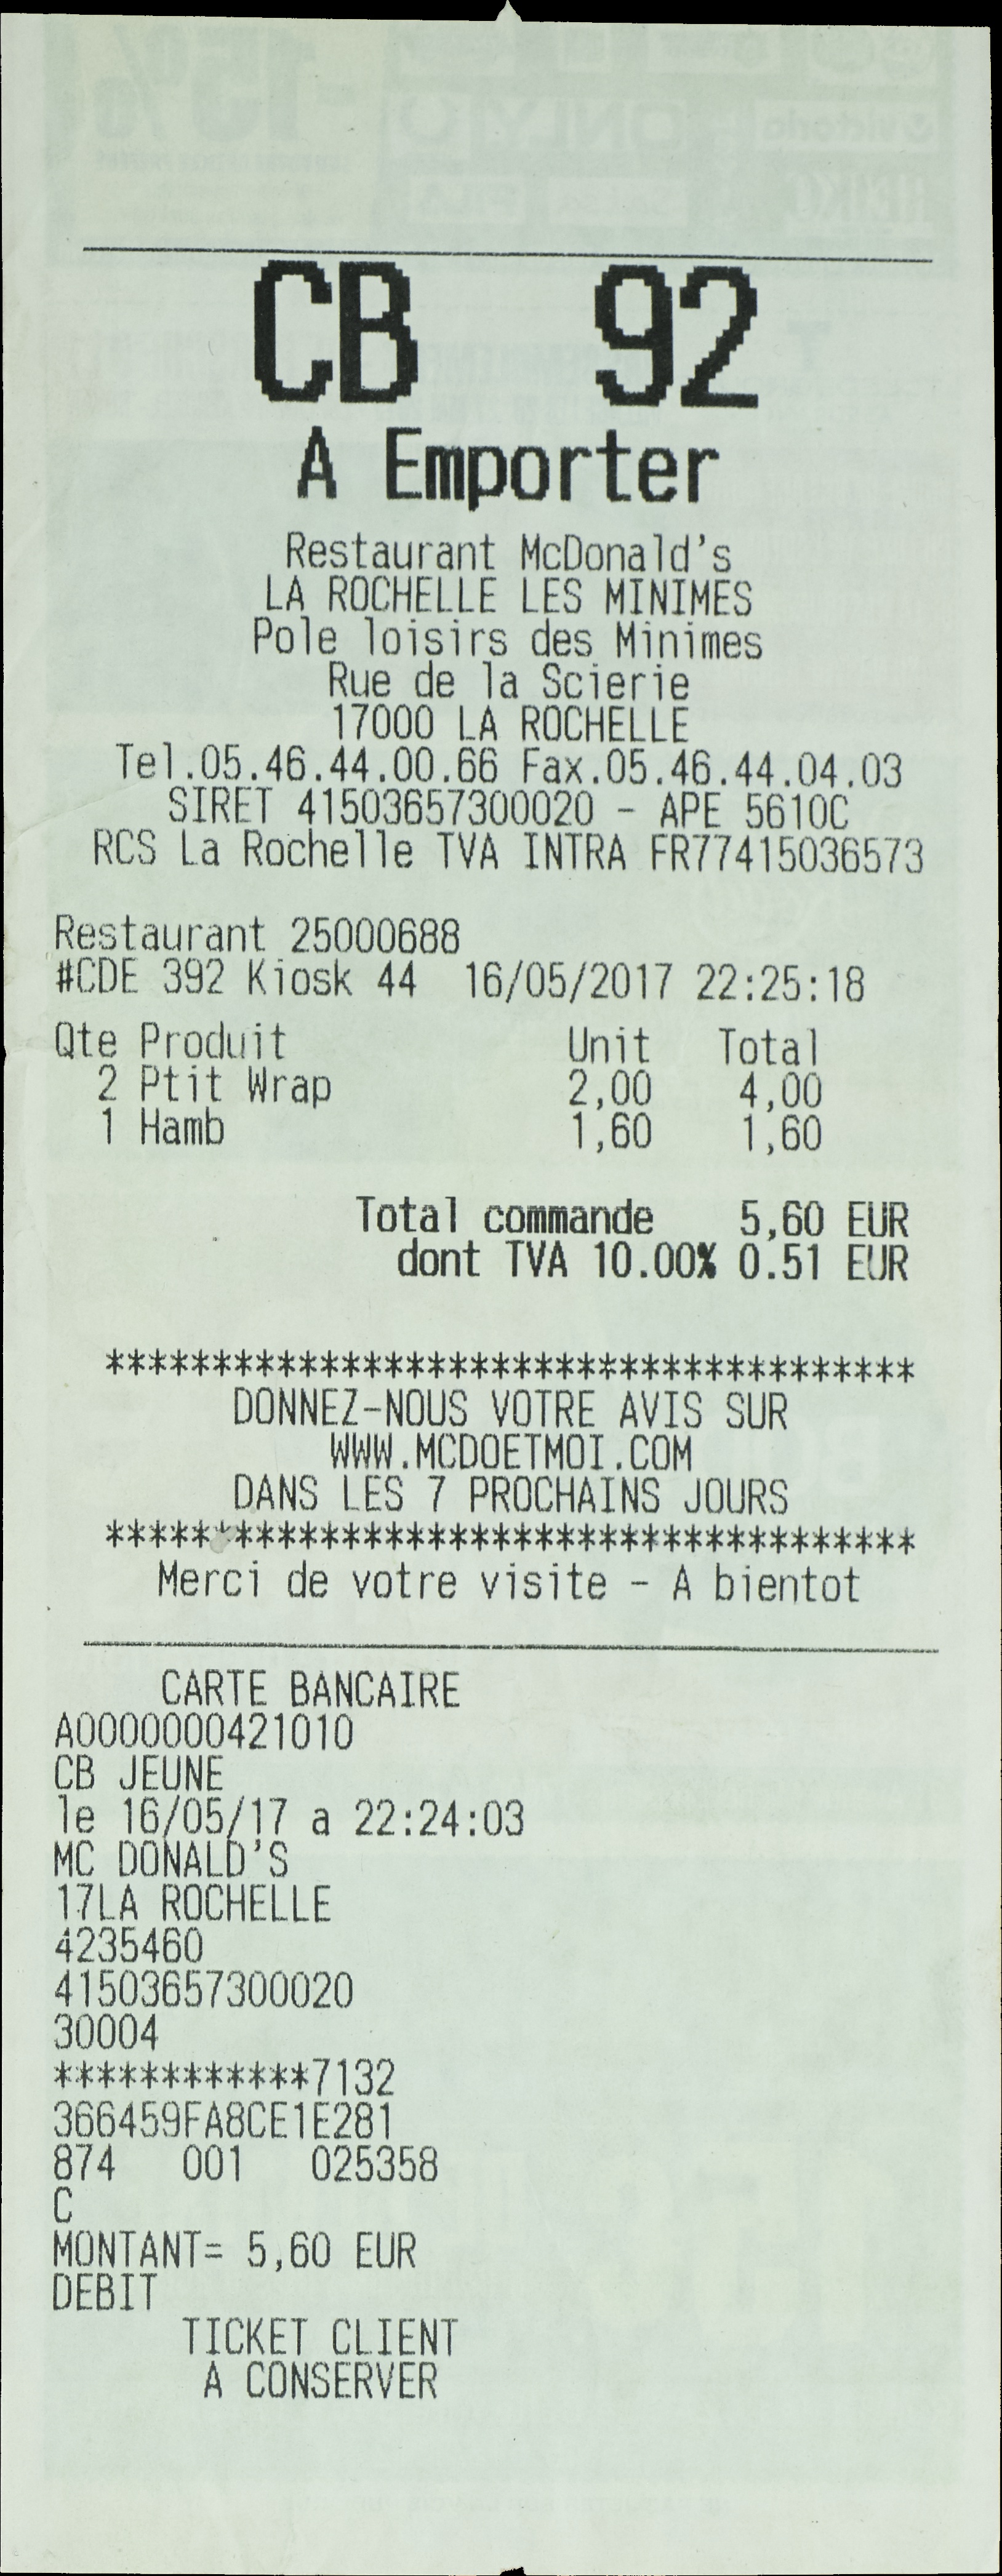 CB 92
A Emporter
Restaurant McDonald's
LA ROCHELLE LES MINIMES
Pole loisirs des Minimes
Rue de la Scierie
17000 LA ROCHELLE
Tel.05.46.44.00.66 Fax.05.46.44.04.03
SIRET 41503657300020 - APE 5610C
RCS La Rochelle TVA INTRA FR77415036573
Restaurant 25000688
#CDE 392 Kiosk 44 16/05/2017 22:25:18
Qte Produit Unit Total
2 Ptit Wrap 2,00 4,00
1 Hamb 1,60 1,60
Total commande 5,60 EUR
dont TVA 10.00% 0.51 EUR
**************************************
DONNEZ-NOUS VOTRE AVIS SUR
WWW.MCDOETMOI.COM
DANS LES 7 PROCHAINS JOURS
**************************************
Merci de votre visite - A bientot
CARTE BANCAIRE
A0000000421010
CB JEUNE
le 16/05/17 a 22:24:03
MC DONALD'S
17LA ROCHELLE
4235460
41503657300020
30004
************7132
366459FA8CE1E281
874 001 025358
C
MONTANT= 5,60 EUR
DEBIT
TICKET CLIENT
A CONSERVER